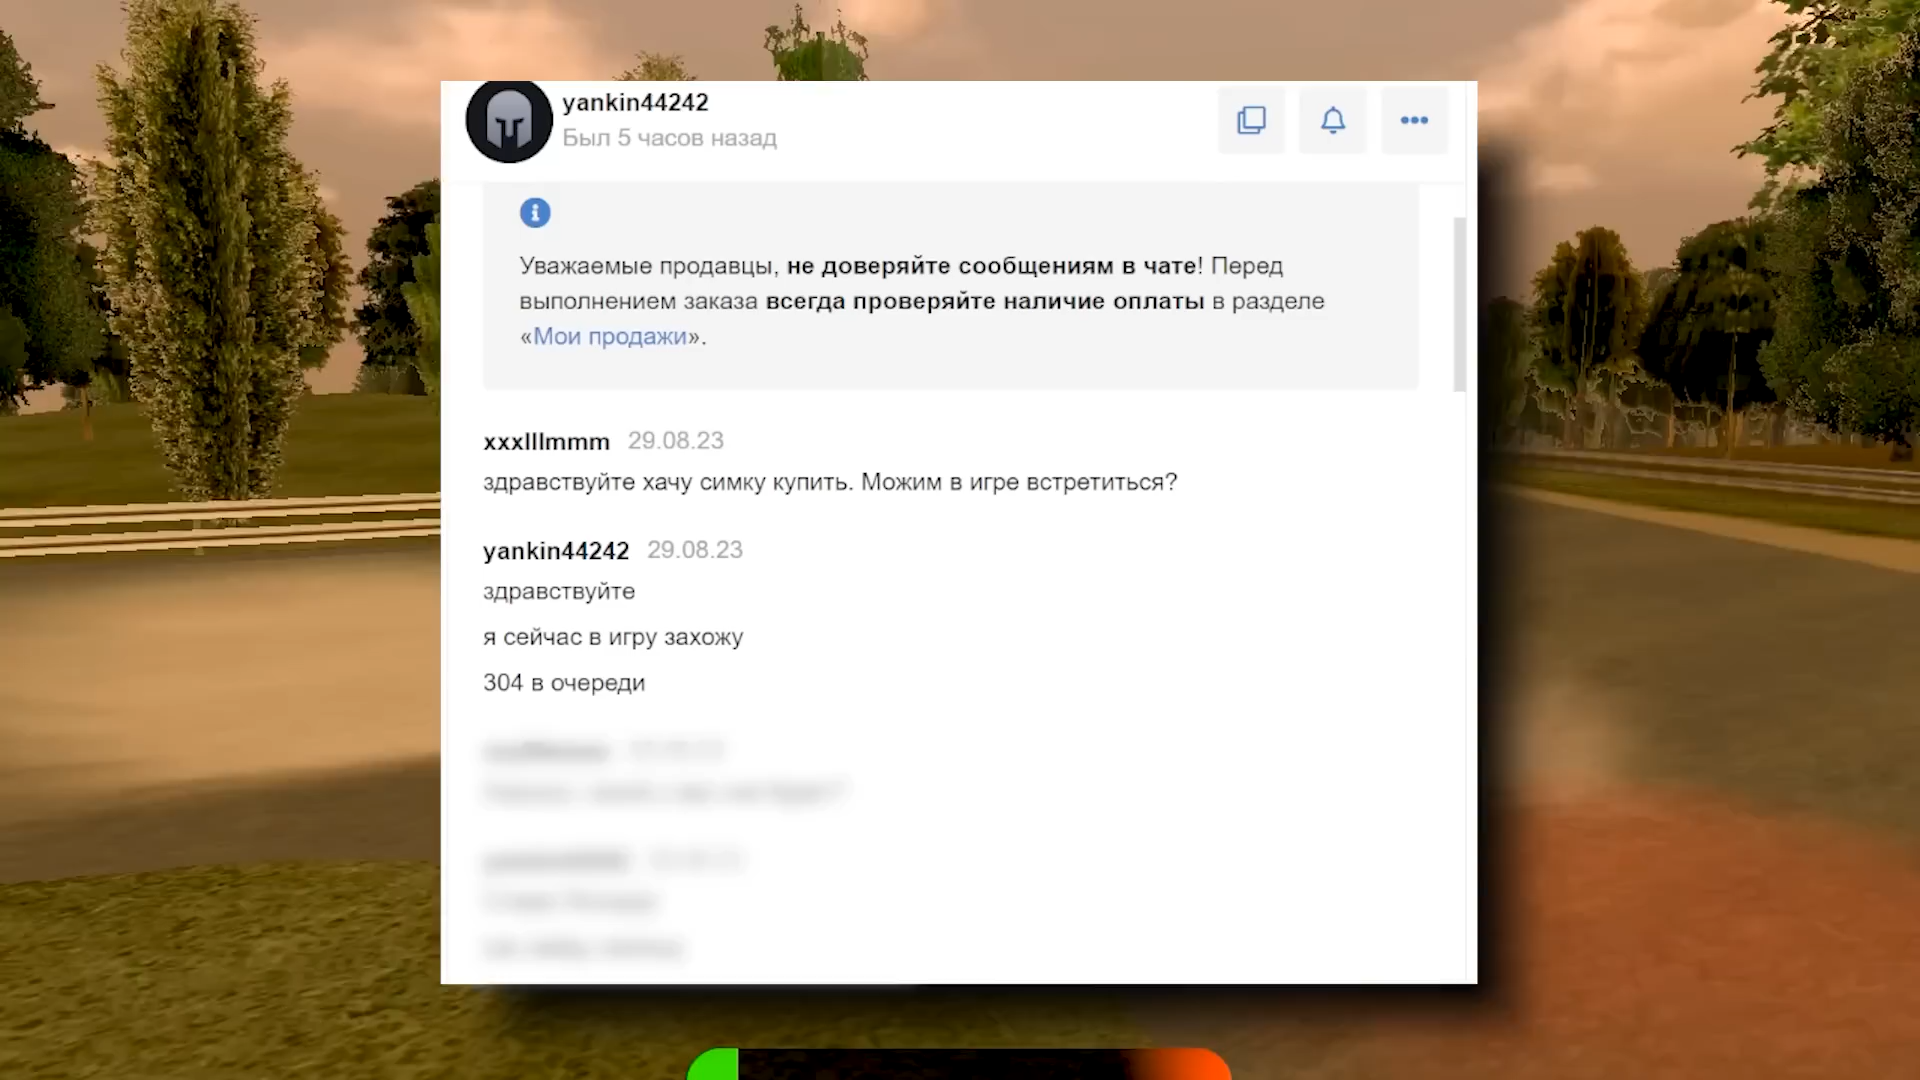 yankin44242
Был 5 часов назад
Уважаемые продавцы, не доверяйте сообщениям в чате! Перед
выполнением заказа всегда проверяйте наличие оплаты в разделе
«Мои продажи».
xxxlllmmm 29.08.23
здравствуйте хачу симку купить. Можим в игре встретиться?
yankin44242 29.08.23
здравствуйте
я сейчас в игру захожу
304 в очереди